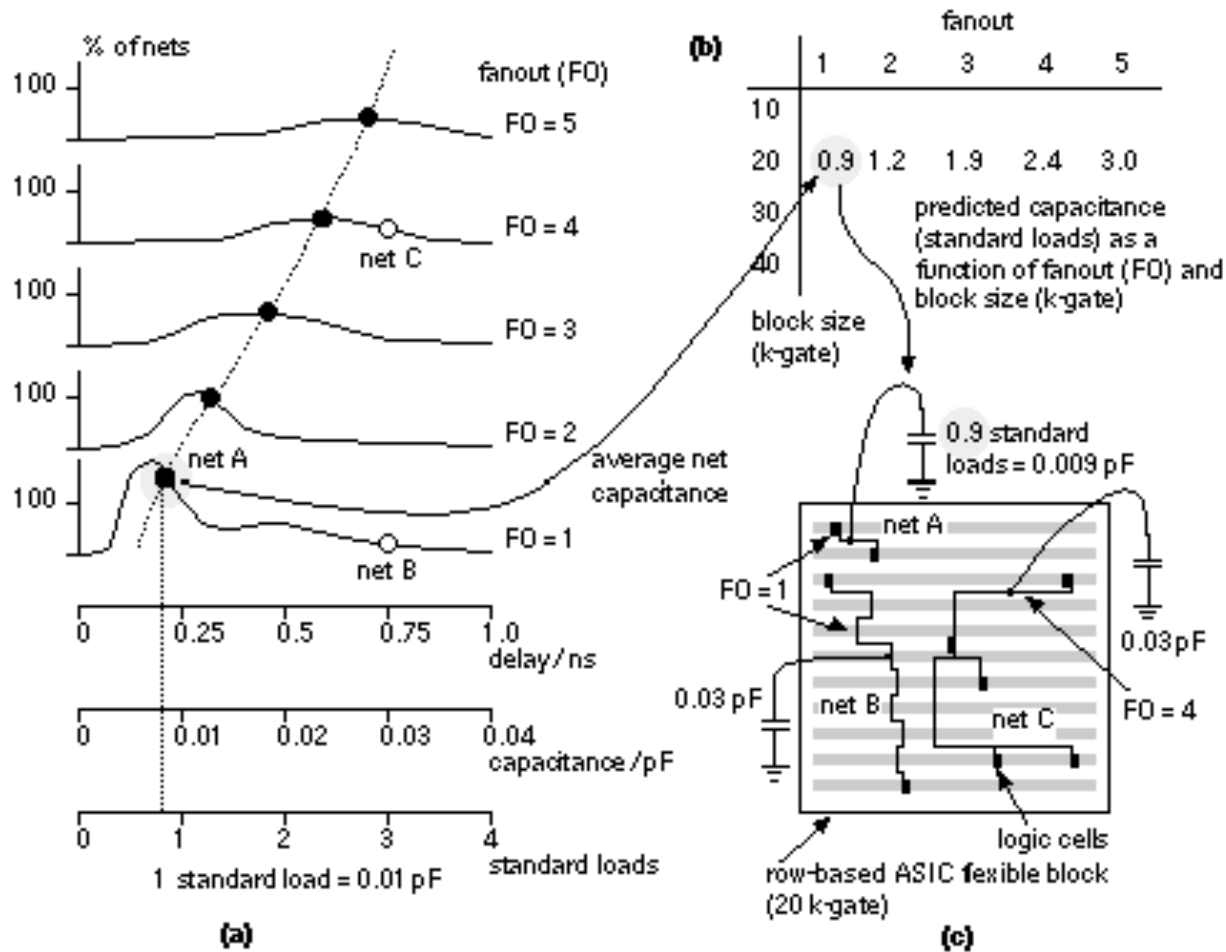 % of nets
fanout (FO)
100
FO = 5
100
FO = 4
net C
100
FO = 3
100
FO = 2
net A
100
FO = 1
net B
average net
capacitance
0 0.25 0.5 0.75 1.0
delay/ns
0 0.01 0.02 0.03 0.04
capacitance/pF
0 1 2 3 4
standard loads
1 standard load = 0.01 pF
(a)
(b)
fanout
1 2 3 4 5
10
20 0.9 1.2 1.9 2.4 3.0
30
40
predicted capacitance
(standard loads) as a
function of fanout (FO) and
block size (k-gate)
block size
(k-gate)
0.9 standard
loads = 0.009 pF
net A
FO = 1
0.03 pF
0.03 pF
net B
net C
FO = 4
logic cells
row-based ASIC flexible block
(20 k-gate)
(c)